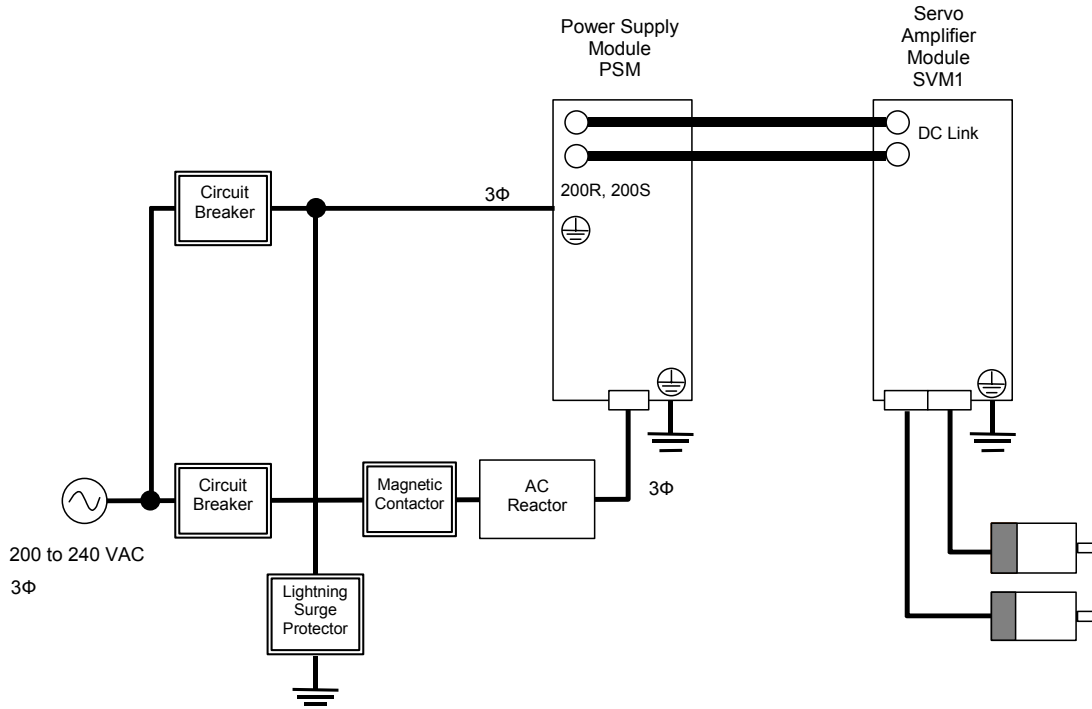 Power Supply
Module
PSM
Servo
Amplifier
Module
SVM1
DC Link
200R, 200S
3Φ
Circuit
Breaker
Circuit
Breaker
Magnetic
Contactor
AC
Reactor
3Φ
200 to 240 VAC
3Φ
Lightning
Surge
Protector